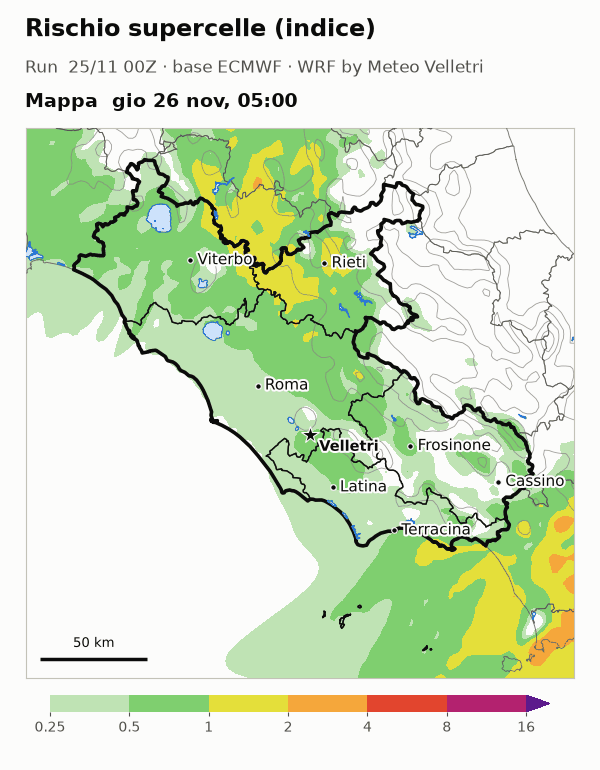 Rischio supercelle (indice)
Run  25/11 00Z · base ECMWF · WRF by Meteo Velletri
Mappa  gio 26 nov, 05:00
Viterbo
Rieti
Roma
Velletri
Frosinone
Cassino
Latina
Terracina
50 km
0.25 0.5 1 2 4 8 16